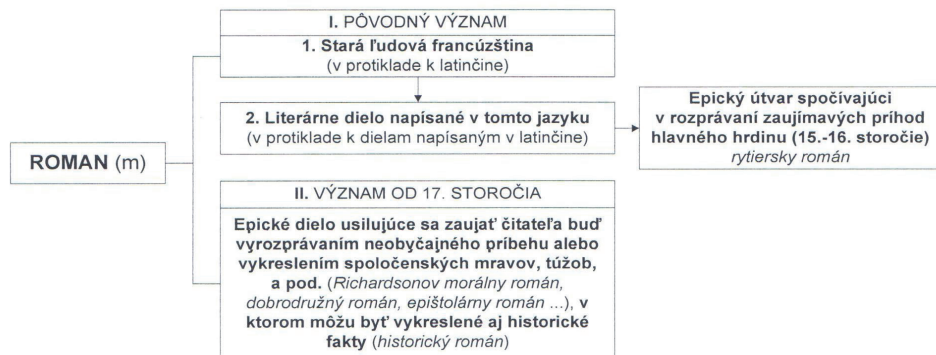 I. PÔVODNÝ VÝZNAM
1. Stará ľudová francúzština
(v protiklade k latinčine)
2. Literárne dielo napísané v tomto jazyku
(v protiklade k dielam napísaným v latinčine)
Epický útvar spočívajúci
v rozprávaní zaujímavých príhod
hlavného hrdinu (15.-16. storočie)
rytiersky román
ROMAN (m)
II. VÝZNAM OD 17. STOROČIA
Epické dielo usilujúce sa zaujať čitateľa buď
vyrozprávaním neobyčajného príbehu alebo
vykreslením spoločenských mravov, túžob,
a pod. (Richardsonov morálny román,
dobrodružný román, epištolárny román ...), v
ktorom môžu byť vykreslené aj historické
fakty (historický román)